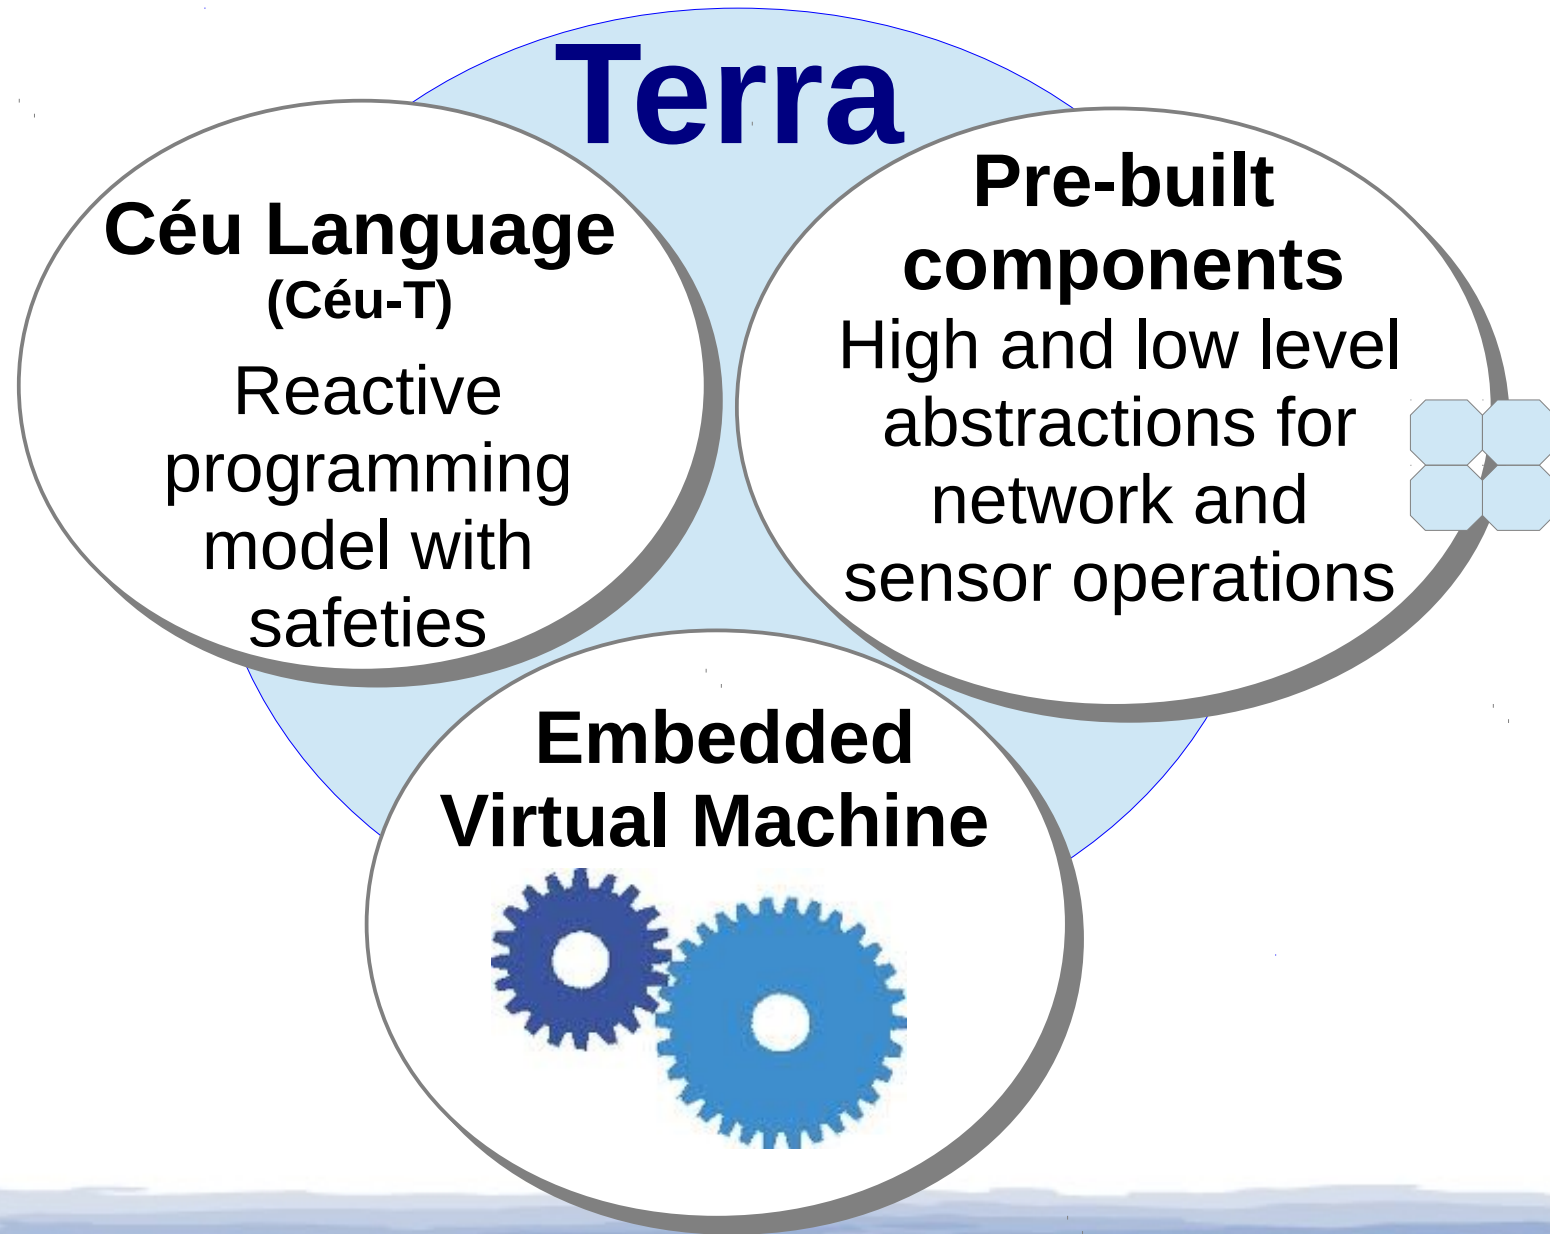 Terra
Céu Language
(Céu-T)
Reactive
programming
model with
safeties
Pre-built
components
High and low level
abstractions for
network and
sensor operations
Embedded
Virtual Machine